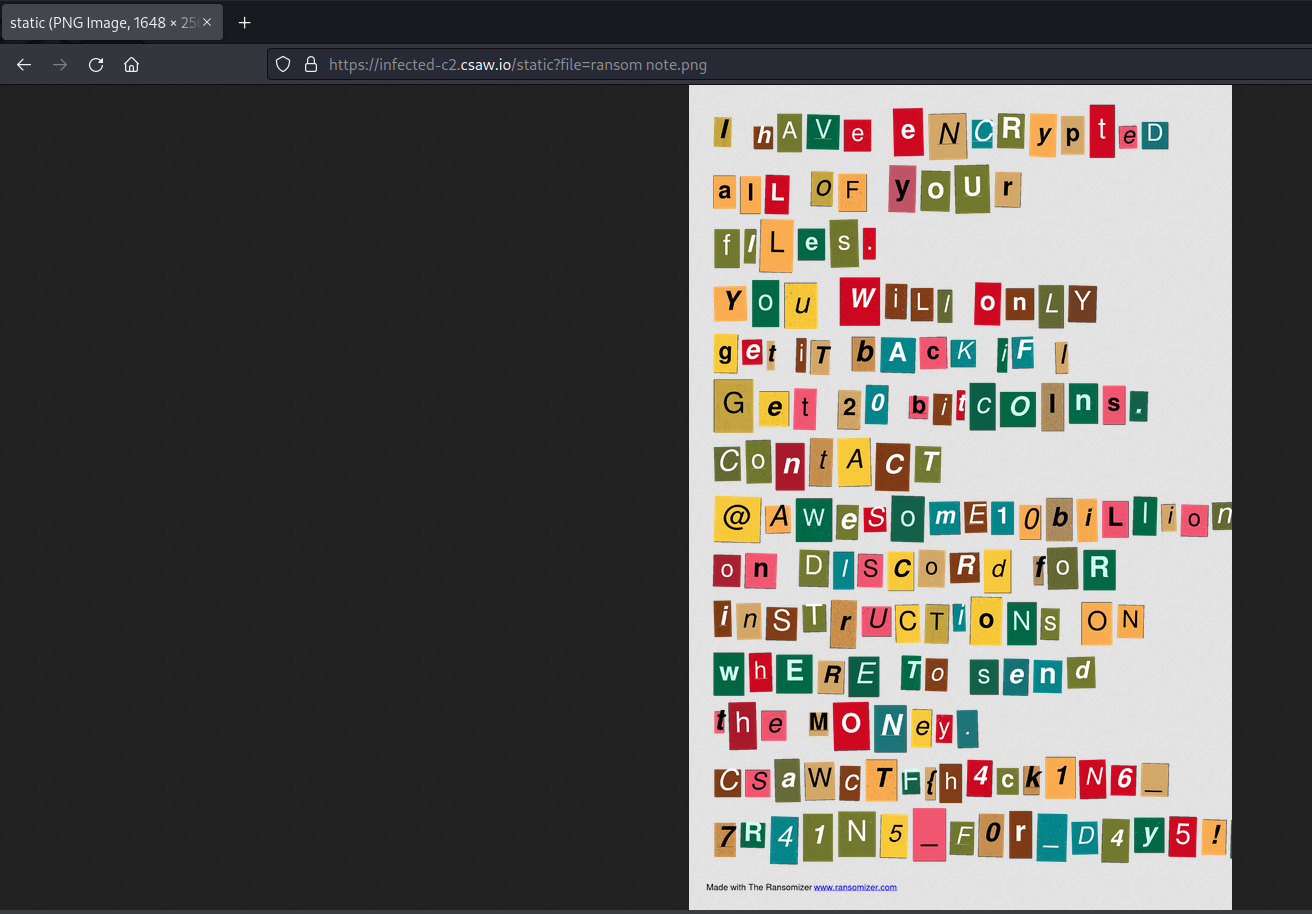 static (PNG Image, 1648 × 25
https://infected-c2.csaw.io/static?file=ransom note.png
I hAVe eNCRypteD
alL oF yoUr
fILes.
You WiLl onLY
get iT bAcK iF I
Get 20 bitCOIns.
ContACT
@AWeSomE10biLlion
on DISCoRd foR
inSTrUCTioNs ON
whERE To send
the MONey.
CSaWcTF{h4ck1N6_
7R41N5_F0r_D4y5!
Made with The Ransomizer www.ransomizer.com